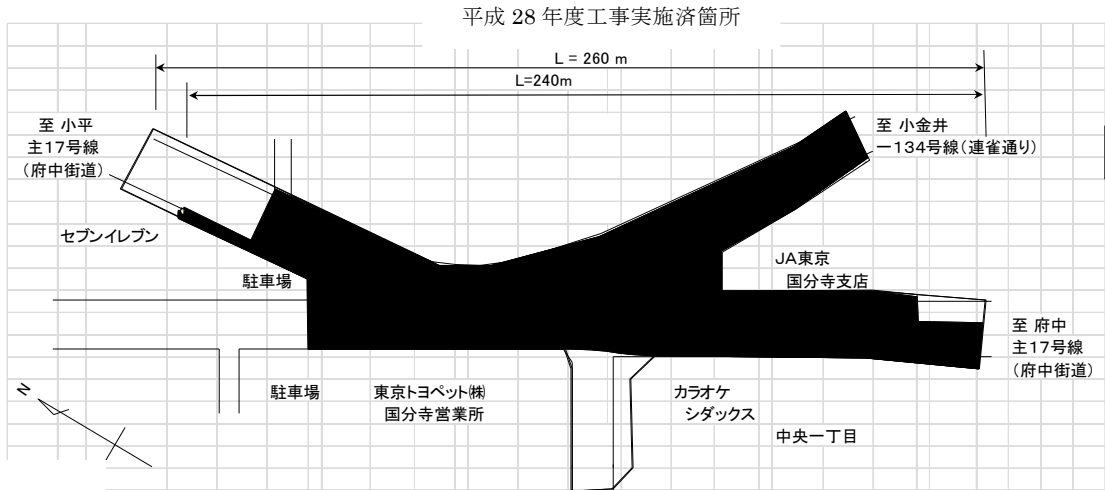 平成 28 年度工事実施済箇所
L = 260 m
L=240m
至 小平
主17号線
(府中街道)
至 小金井
一134号線(連雀通り)
セブンイレブン
駐車場
JA東京
国分寺支店
至 府中
主17号線
(府中街道)
N
駐車場
東京トヨペット㈱
国分寺営業所
カラオケ
シダックス
中央一丁目